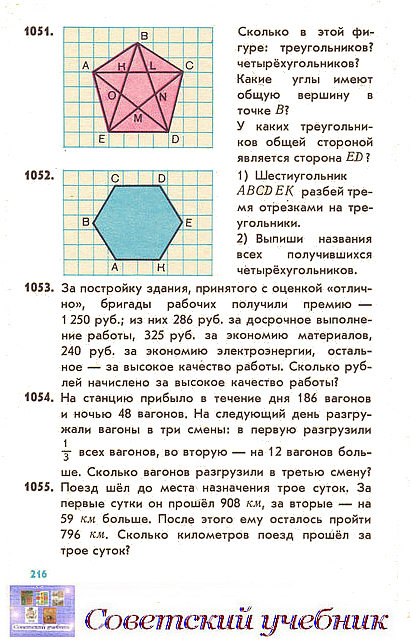 1051.
B
A
K
L
C
O
N
M
E
D
Сколько в этой фи-
гуре: треугольников?
четырёхугольников?
Какие углы имеют
общую вершину в
точке B?
У каких треугольни-
ков общей стороной
является сторона ED?
1052.
C
D
B
E
A
К
1) Шестиугольник
ABCDEK разбей тре-
мя отрезками на тре-
угольники.
2) Выпиши названия
всех получившихся
четырёхугольников.
1053. За постройку здания, принятого с оценкой «отлич-
но», бригады рабочих получили премию —
1 250 руб.; из них 286 руб. за досрочное выполне-
ние работы, 325 руб. за экономию материалов,
240 руб. за экономию электроэнергии, осталь-
ное — за высокое качество работы. Сколько руб-
лей начислено за высокое качество работы?
1054. На станцию прибыло в течение дня 186 вагонов
и ночью 48 вагонов. На следующий день разгру-
жали вагоны в три смены: в первую разгрузили
1/3 всех вагонов, во вторую — на 12 вагонов боль-
ше. Сколько вагонов разгрузили в третью смену?
1055. Поезд шёл до места назначения трое суток. За
первые сутки он прошёл 908 км, за вторые — на
59 км больше. После этого ему осталось пройти
796 км. Сколько километров поезд прошёл за
трое суток?
216
Советский учебник
Советский учебник